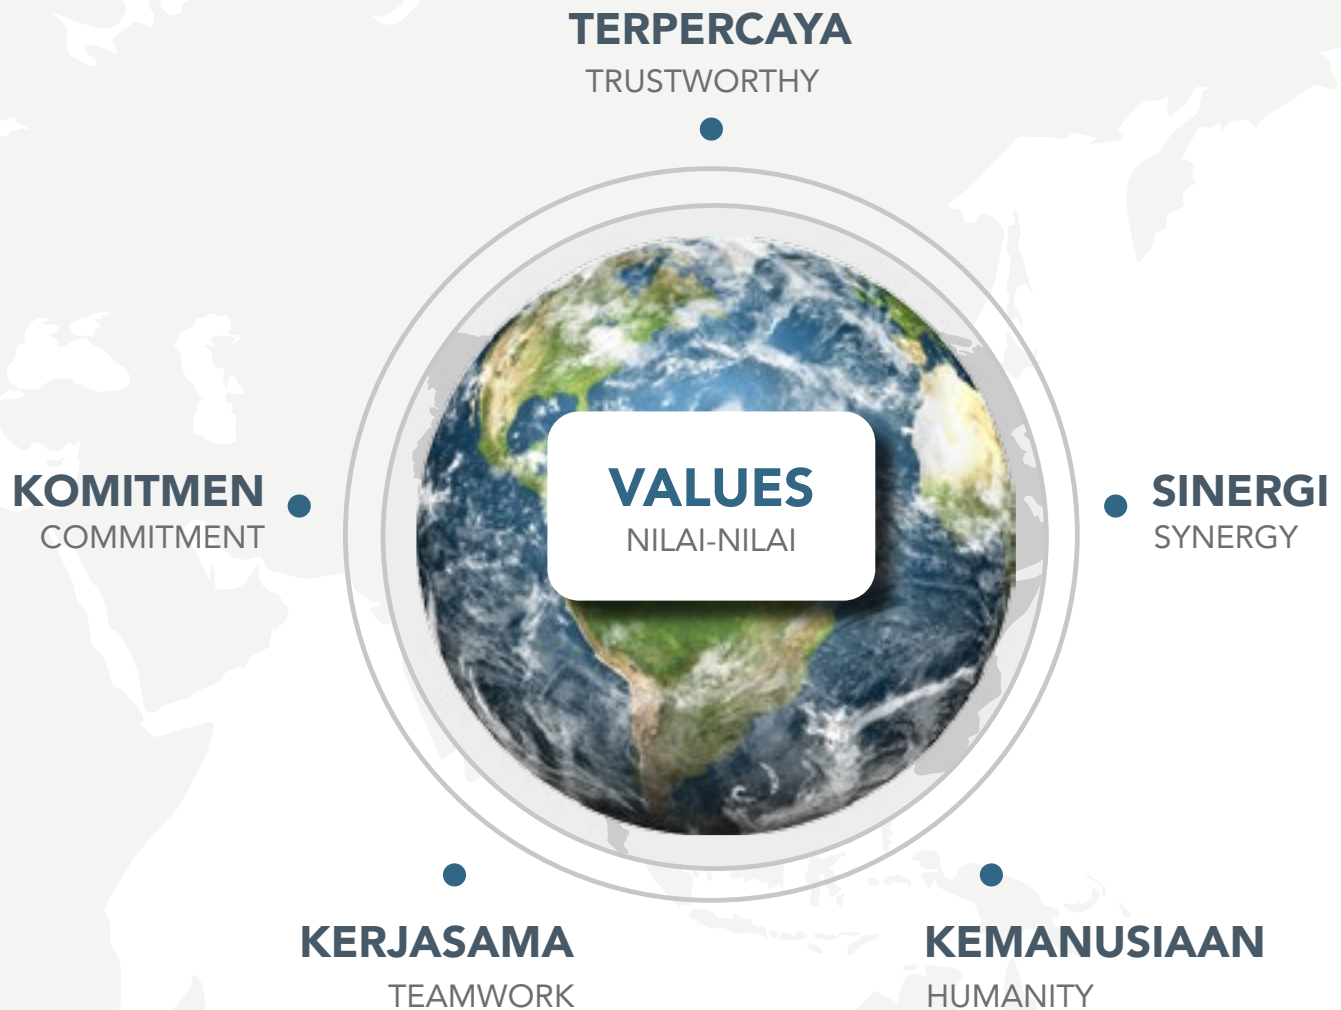 TERPERCAYA
TRUSTWORTHY
KOMITMEN
COMMITMENT
VALUES
NILAI-NILAI
SINERGI
SYNERGY
KERJASAMA
TEAMWORK
KEMANUSIAAN
HUMANITY